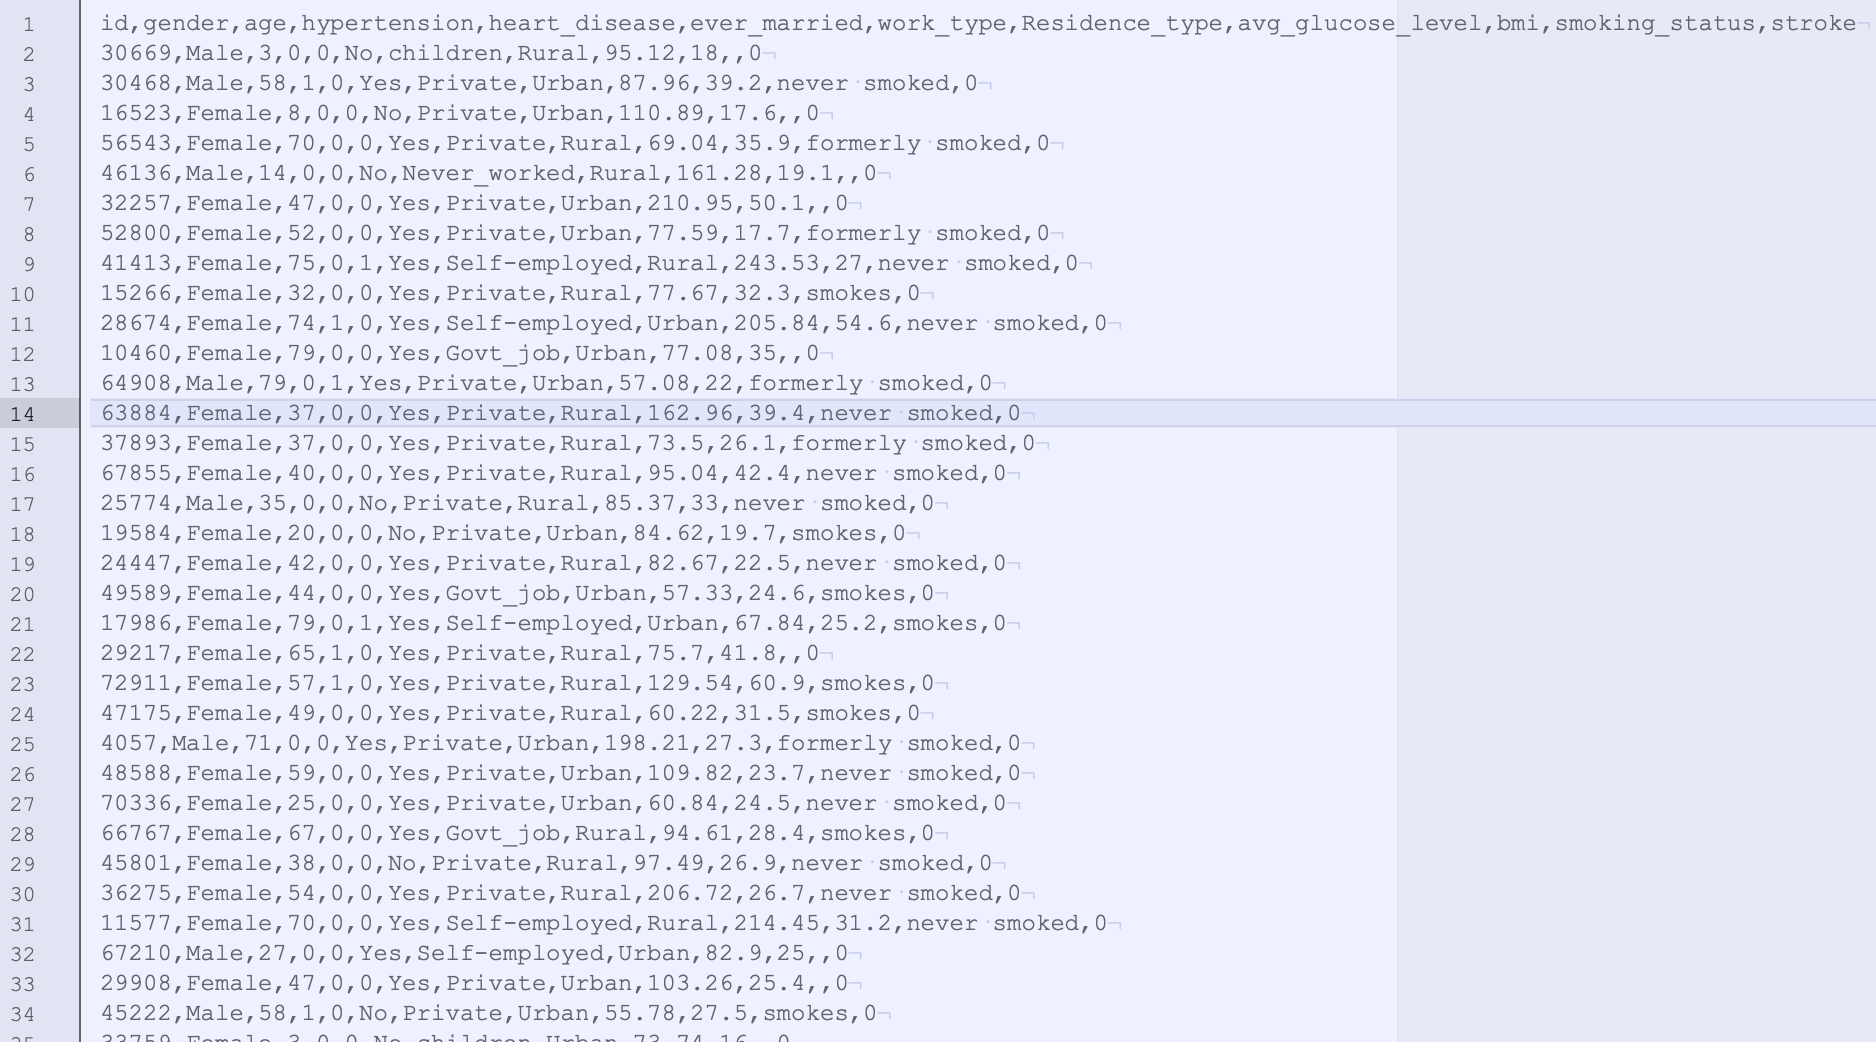 1 id,gender,age,hypertension,heart_disease,ever_married,work_type,Residence_type,avg_glucose_level,bmi,smoking_status,stroke¬
2 30669,Male,3,0,0,No,children,Rural,95.12,18,,0¬
3 30468,Male,58,1,0,Yes,Private,Urban,87.96,39.2,never·smoked,0¬
4 16523,Female,8,0,0,No,Private,Urban,110.89,17.6,,0¬
5 56543,Female,70,0,0,Yes,Private,Rural,69.04,35.9,formerly·smoked,0¬
6 46136,Male,14,0,0,No,Never_worked,Rural,161.28,19.1,,0¬
7 32257,Female,47,0,0,Yes,Private,Urban,210.95,50.1,,0¬
8 52800,Female,52,0,0,Yes,Private,Urban,77.59,17.7,formerly·smoked,0¬
9 41413,Female,75,0,1,Yes,Self-employed,Rural,243.53,27,never·smoked,0¬
10 15266,Female,32,0,0,Yes,Private,Rural,77.67,32.3,smokes,0¬
11 28674,Female,74,1,0,Yes,Self-employed,Urban,205.84,54.6,never·smoked,0¬
12 10460,Female,79,0,0,Yes,Govt_job,Urban,77.08,35,,0¬
13 64908,Male,79,0,1,Yes,Private,Urban,57.08,22,formerly·smoked,0¬
14 63884,Female,37,0,0,Yes,Private,Rural,162.96,39.4,never·smoked,0¬
15 37893,Female,37,0,0,Yes,Private,Rural,73.5,26.1,formerly·smoked,0¬
16 67855,Female,40,0,0,Yes,Private,Rural,95.04,42.4,never·smoked,0¬
17 25774,Male,35,0,0,No,Private,Rural,85.37,33,never·smoked,0¬
18 19584,Female,20,0,0,No,Private,Urban,84.62,19.7,smokes,0¬
19 24447,Female,42,0,0,Yes,Private,Rural,82.67,22.5,never·smoked,0¬
20 49589,Female,44,0,0,Yes,Govt_job,Urban,57.33,24.6,smokes,0¬
21 17986,Female,79,0,1,Yes,Self-employed,Urban,67.84,25.2,smokes,0¬
22 29217,Female,65,1,0,Yes,Private,Rural,75.7,41.8,,0¬
23 72911,Female,57,1,0,Yes,Private,Rural,129.54,60.9,smokes,0¬
24 47175,Female,49,0,0,Yes,Private,Rural,60.22,31.5,smokes,0¬
25 4057,Male,71,0,0,Yes,Private,Urban,198.21,27.3,formerly·smoked,0¬
26 48588,Female,59,0,0,Yes,Private,Urban,109.82,23.7,never·smoked,0¬
27 70336,Female,25,0,0,Yes,Private,Urban,60.84,24.5,never·smoked,0¬
28 66767,Female,67,0,0,Yes,Govt_job,Rural,94.61,28.4,smokes,0¬
29 45801,Female,38,0,0,No,Private,Rural,97.49,26.9,never·smoked,0¬
30 36275,Female,54,0,0,Yes,Private,Rural,206.72,26.7,never·smoked,0¬
31 11577,Female,70,0,0,Yes,Self-employed,Rural,214.45,31.2,never·smoked,0¬
32 67210,Male,27,0,0,Yes,Self-employed,Urban,82.9,25,,0¬
33 29908,Female,47,0,0,Yes,Private,Urban,103.26,25.4,,0¬
34 45222,Male,58,1,0,No,Private,Urban,55.78,27.5,smokes,0¬
35 33759,Female,3,0,0,No,children,Urban,73.74,16,,0